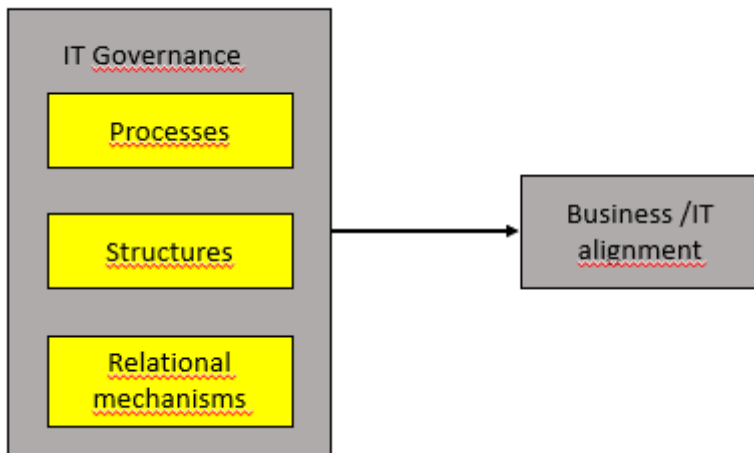 IT Governance
Processes
Structures
Relational
mechanisms
Business /IT
alignment